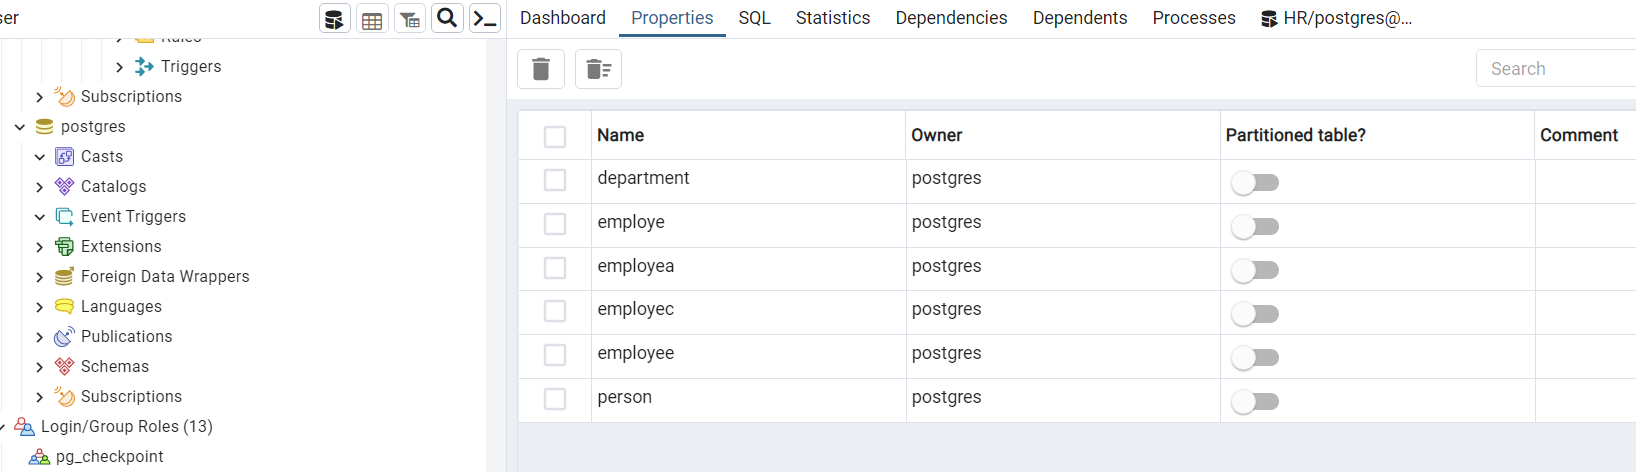 ser
Dashboard Properties SQL Statistics Dependencies Dependents Processes HR/postgres@...
Rules
Triggers
Subscriptions
postgres
Casts
Catalogs
Event Triggers
Extensions
Foreign Data Wrappers
Languages
Publications
Schemas
Subscriptions
Login/Group Roles (13)
pg_checkpoint
Search
Name Owner Partitioned table? Comment
department postgres
employe postgres
employea postgres
employec postgres
employee postgres
person postgres